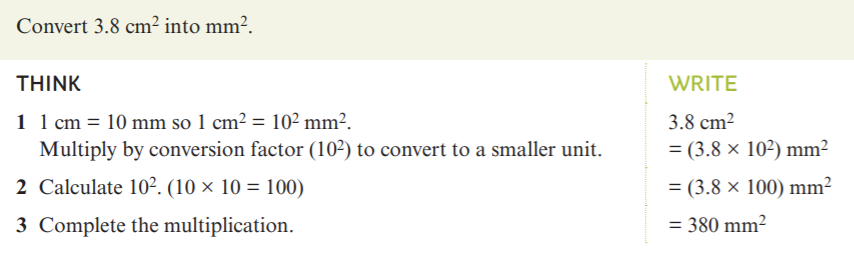 Convert 3.8 cm² into mm².
THINK
WRITE
1 1 cm = 10 mm so 1 cm² = 10² mm².
Multiply by conversion factor (10²) to convert to a smaller unit.
2 Calculate 10². (10 × 10 = 100)
3 Complete the multiplication.
3.8 cm²
= (3.8 × 10²) mm²
= (3.8 × 100) mm²
= 380 mm²